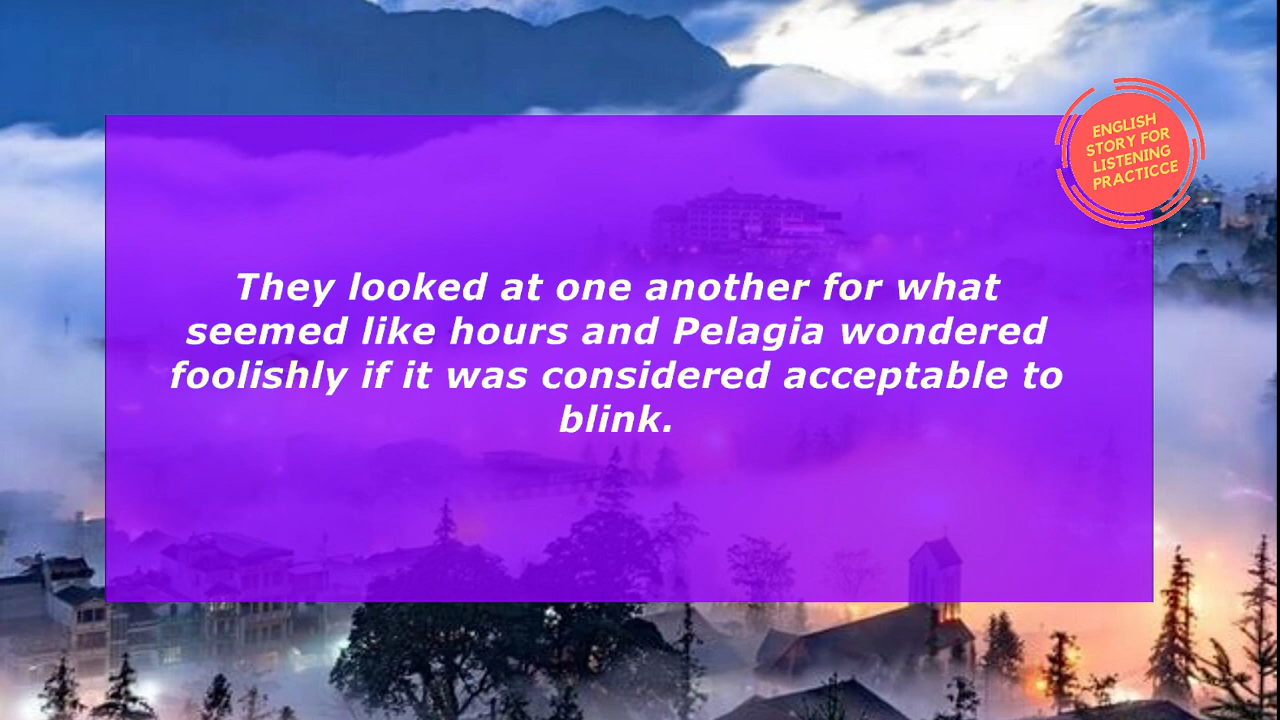 ENGLISH
STORY FOR
LISTENING
PRACTICCE
They looked at one another for what
seemed like hours and Pelagia wondered
foolishly if it was considered acceptable to
blink.